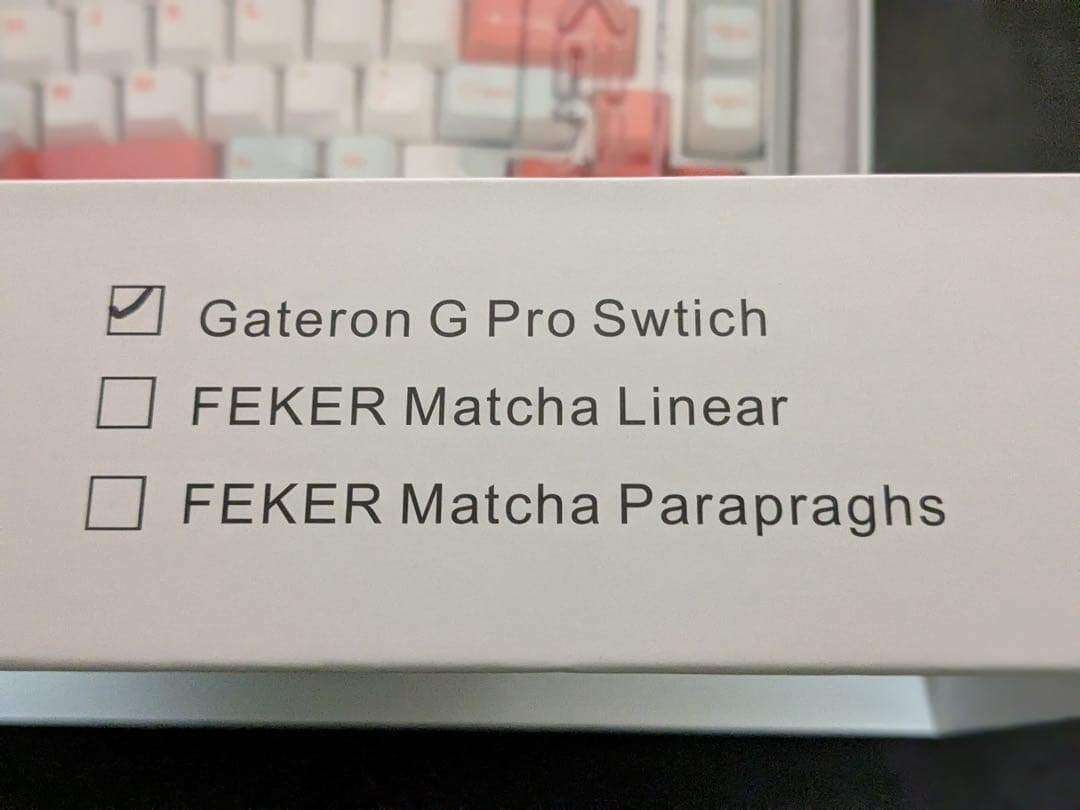 Gateron G Pro Swtich
FEKER Matcha Linear
FEKER Matcha Parapraghs